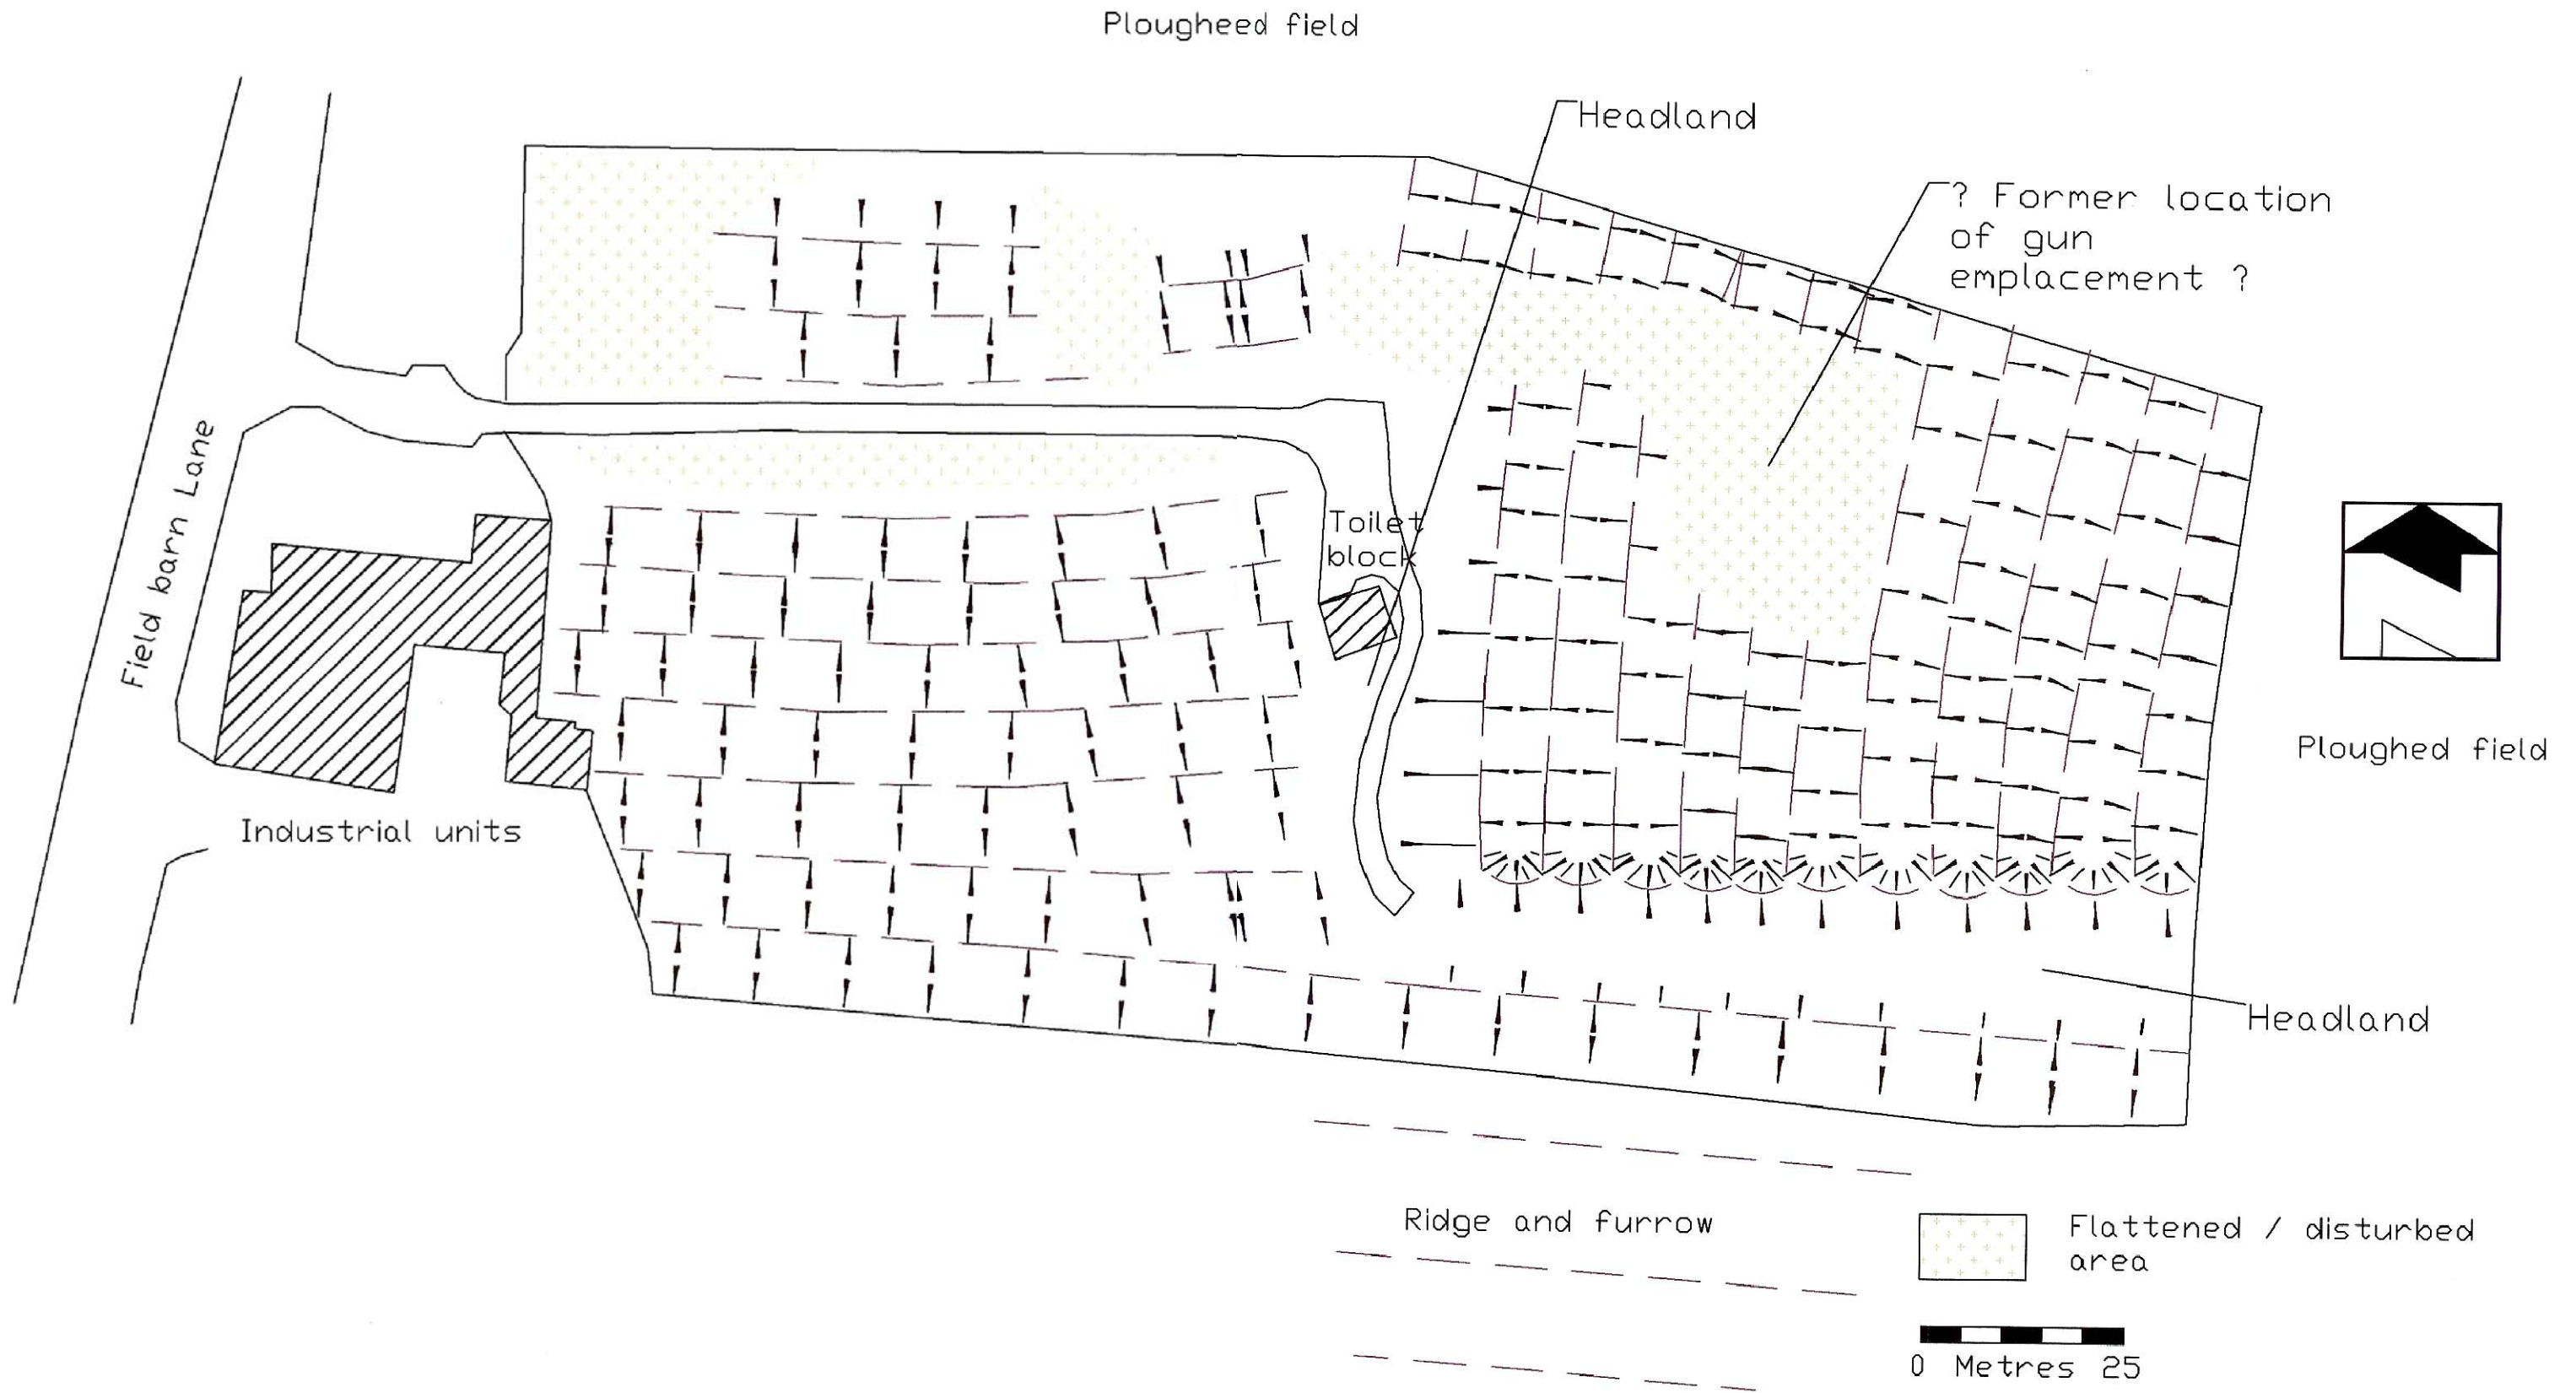 Plougheed field
Headland
? Former location
of gun
emplacement ?
Field barn Lane
Toilet
block
Ploughed field
Industrial units
Headland
Ridge and furrow
Flattened / disturbed
area
0 Metres 25